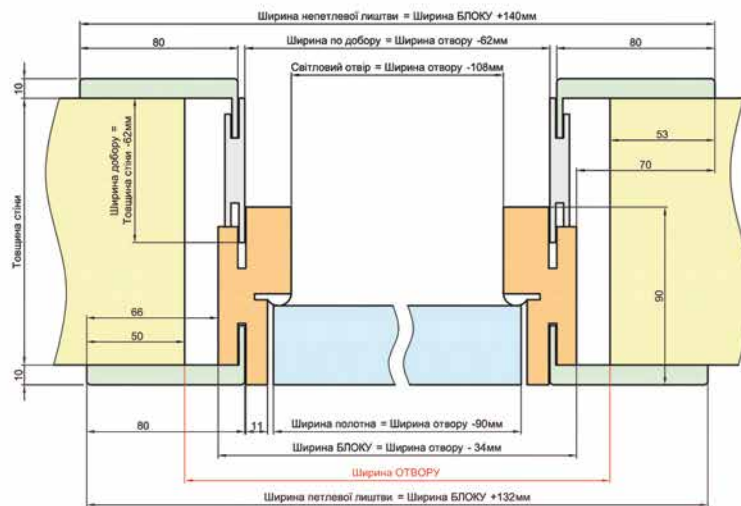 Ширина непетлевої лиштви = Ширина БЛОКУ +140мм
80
Ширина по добору = Ширина отвору -62мм
80
Світловий отвір = Ширина отвору -108мм
10
Ширина добору =
Товщина стіни -62мм
53
70
Товщина стіни
66
90
50
10
80
11
Ширина полотна = Ширина отвору -90мм
Ширина БЛОКУ = Ширина отвору - 34мм
Ширина ОТВОРУ
Ширина петлевої лиштви = Ширина БЛОКУ +132мм